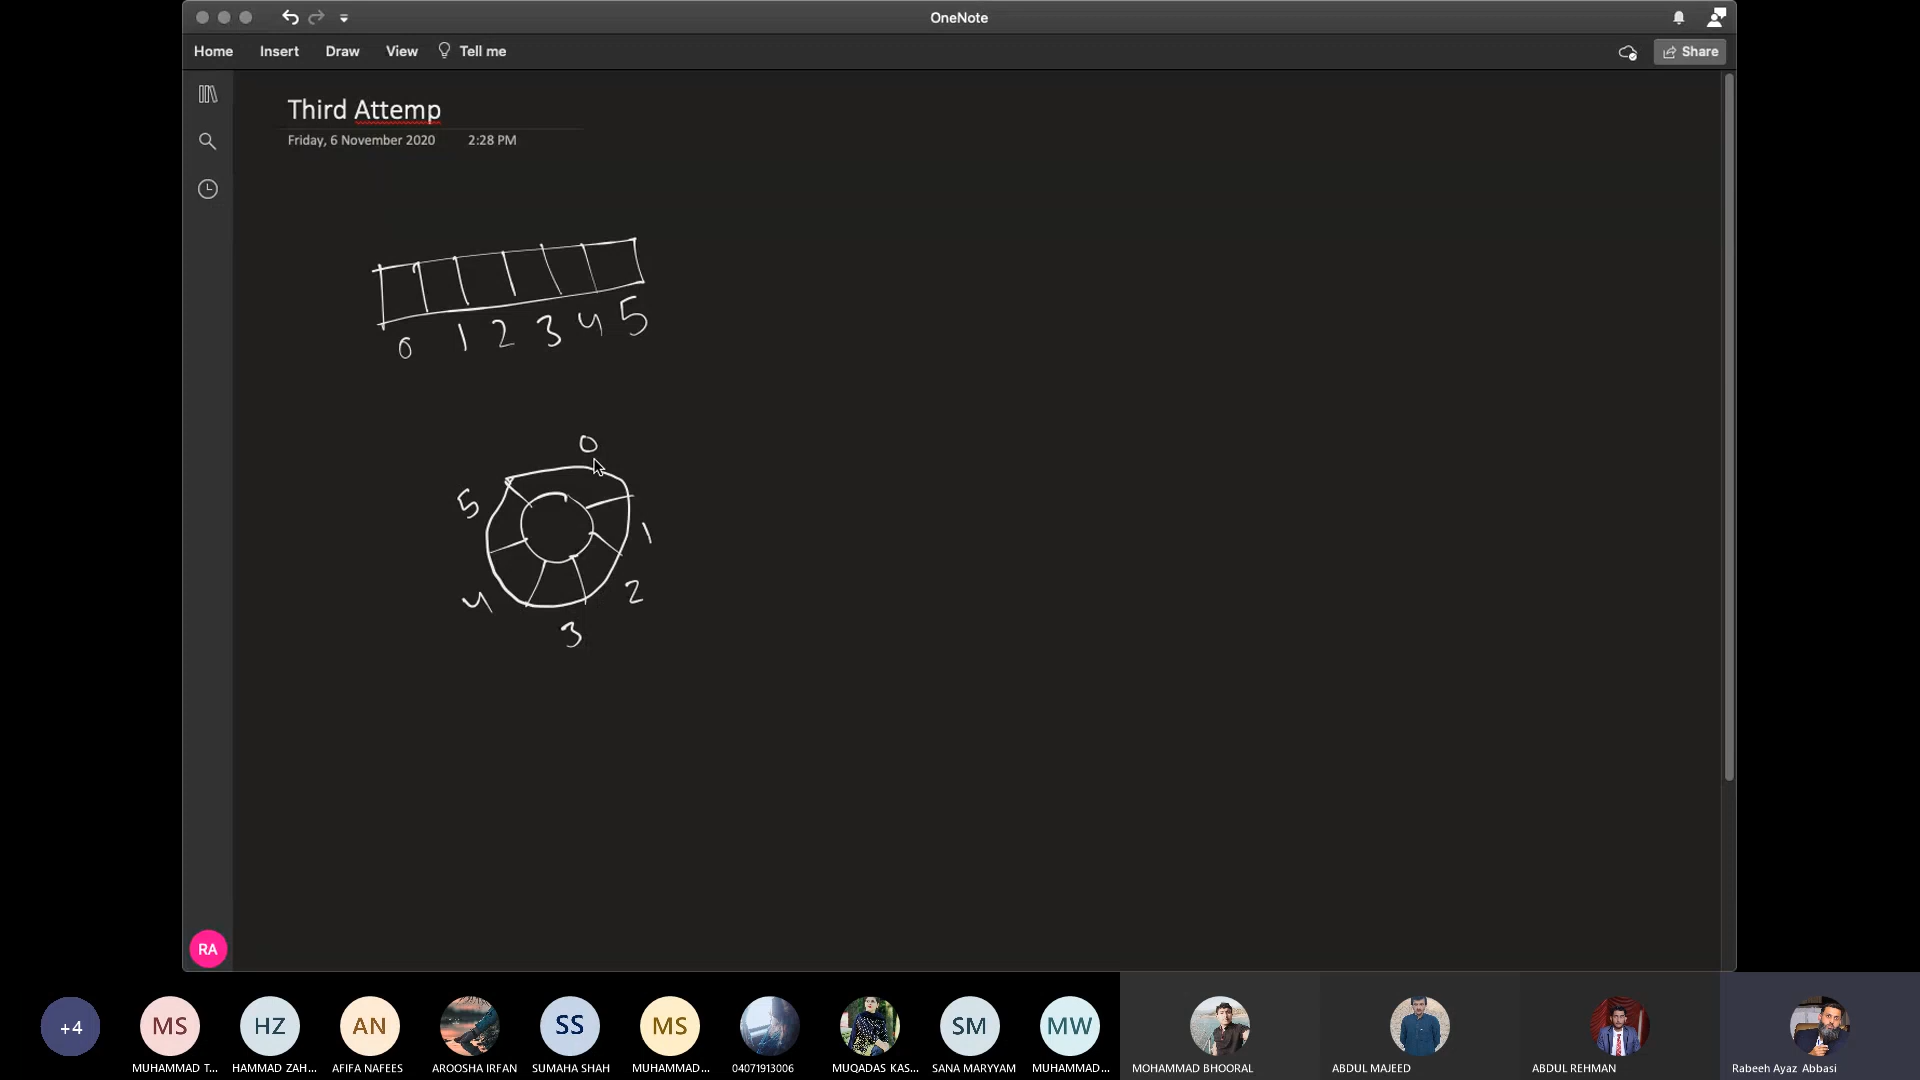 OneNote
Home Insert Draw View Tell me
Share
Third Attemp
Friday, 6 November 2020 2:28 PM
0 1 2 3 4 5
0
5
1
4
2
3
RA
+4 MS HZ AN SS MS SM MW
MUHAMMAD T... HAMMAD ZAH... AFIFA NAFEES AROOSHA IRFAN SUMAHA SHAH MUHAMMAD... 04071913006 MUQADAS KAS... SANA MARYYAM MUHAMMAD... MOHAMMAD BHOORAL ABDUL MAJEED ABDUL REHMAN Rabeeh Ayaz Abbasi